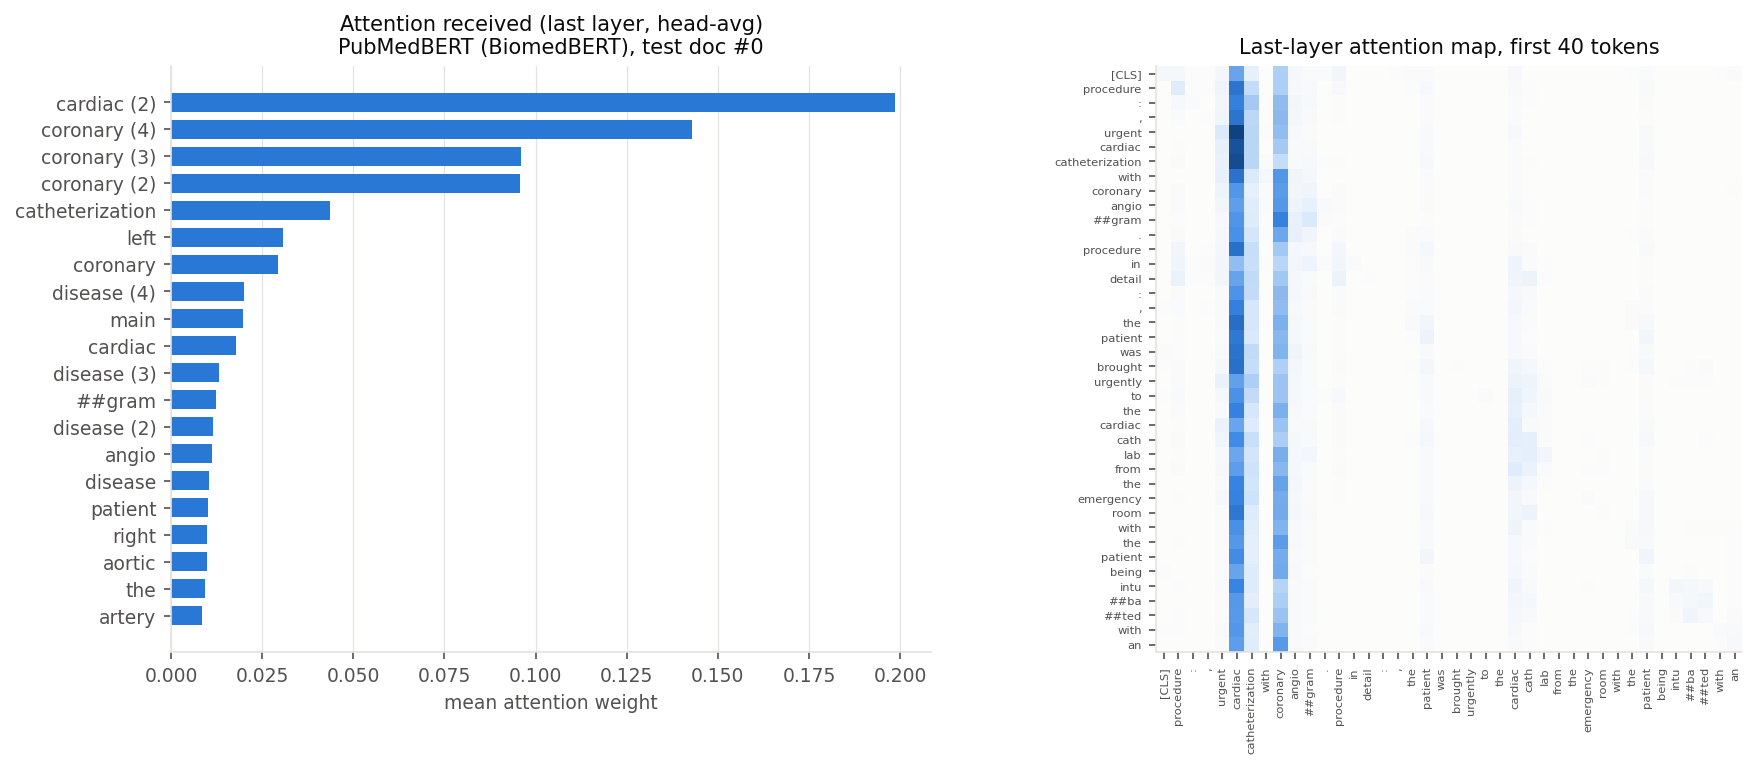 Attention received (last layer, head-avg)
PubMedBERT (BiomedBERT), test doc #0
cardiac (2)
coronary (4)
coronary (3)
coronary (2)
catheterization
left
coronary
disease (4)
main
cardiac
disease (3)
##gram
disease (2)
angio
disease
patient
right
aortic
the
artery
0.000 0.025 0.050 0.075 0.100 0.125 0.150 0.175 0.200
mean attention weight
Last-layer attention map, first 40 tokens
[CLS]
procedure
:
,
urgent
cardiac
catheterization
with
coronary
angio
##gram
.
procedure
in
detail
:
,
the
patient
was
brought
urgently
to
the
cardiac
cath
lab
from
the
emergency
room
with
the
patient
being
intu
##ba
##ted
with
an
[CLS]
procedure
:
,
urgent
cardiac
catheterization
with
coronary
angio
##gram
.
procedure
in
detail
:
,
the
patient
was
brought
urgently
to
the
cardiac
cath
lab
from
the
emergency
room
with
the
patient
being
intu
##ba
##ted
with
an